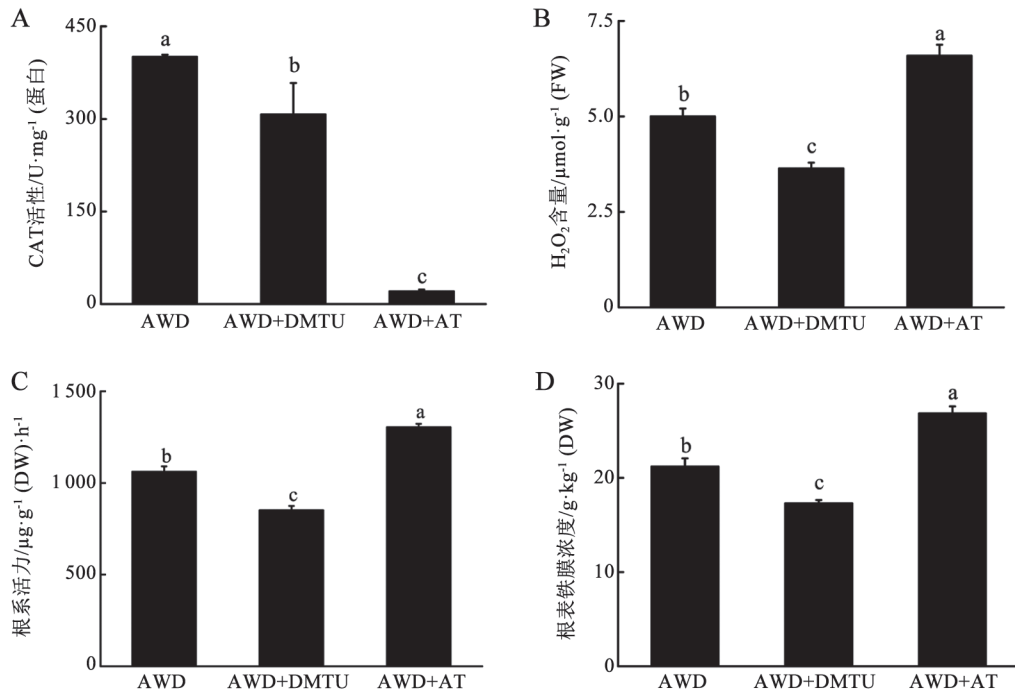 A
CAT活性/U·mg⁻¹ (蛋白)
450
300
150
0
a
b
c
AWD
AWD+DMTU
AWD+AT
B
H₂O₂含量/μmol·g⁻¹ (FW)
7.5
5.0
2.5
0
b
c
a
AWD
AWD+DMTU
AWD+AT
C
根系活力/μg·g⁻¹ (DW)·h⁻¹
1 500
1 000
500
0
b
c
a
AWD
AWD+DMTU
AWD+AT
D
根表铁膜浓度/g·kg⁻¹ (DW)
30
20
10
0
b
c
a
AWD
AWD+DMTU
AWD+AT